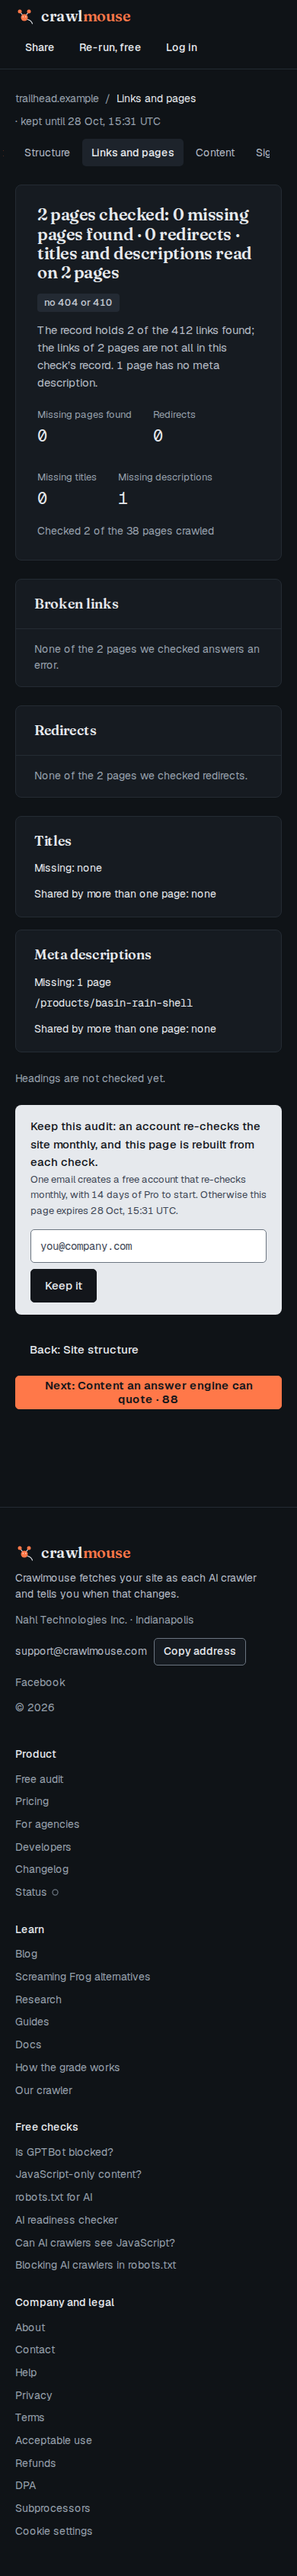 crawlmouse
Share Re-run, free Log in
trailhead.example / Links and pages
· kept until 28 Oct, 15:31 UTC
Structure Links and pages Content
2 pages checked: 0 missing
pages found · 0 redirects ·
titles and descriptions read
on 2 pages
no 404 or 410
The record holds 2 of the 412 links found;
the links of 2 pages are not all in this
check's record. 1 page has no meta
description.
Missing pages found Redirects
0 0
Missing titles Missing descriptions
0 1
Checked 2 of the 38 pages crawled
Broken links
None of the 2 pages we checked answers an
error.
Redirects
None of the 2 pages we checked redirects.
Titles
Missing: none
Shared by more than one page: none
Meta descriptions
Missing: 1 page
/products/basin-rain-shell
Shared by more than one page: none
Headings are not checked yet.
Keep this audit: an account re-checks the
site monthly, and this page is rebuilt from
each check.
One email creates a free account that re-checks
monthly, with 14 days of Pro to start. Otherwise this
page expires 28 Oct, 15:31 UTC.
you@company.com
Keep it
Back: Site structure
Next: Content an answer engine can
quote · 88
crawlmouse
Crawlmouse fetches your site as each AI crawler
and tells you when that changes.
Nahl Technologies Inc. · Indianapolis
support@crawlmouse.com Copy address
Facebook
© 2026
Product
Free audit
Pricing
For agencies
Developers
Changelog
Status
Learn
Blog
Screaming Frog alternatives
Research
Guides
Docs
How the grade works
Our crawler
Free checks
Is GPTBot blocked?
JavaScript-only content?
robots.txt for AI
AI readiness checker
Can AI crawlers see JavaScript?
Blocking AI crawlers in robots.txt
Company and legal
About
Contact
Help
Privacy
Terms
Acceptable use
Refunds
DPA
Subprocessors
Cookie settings